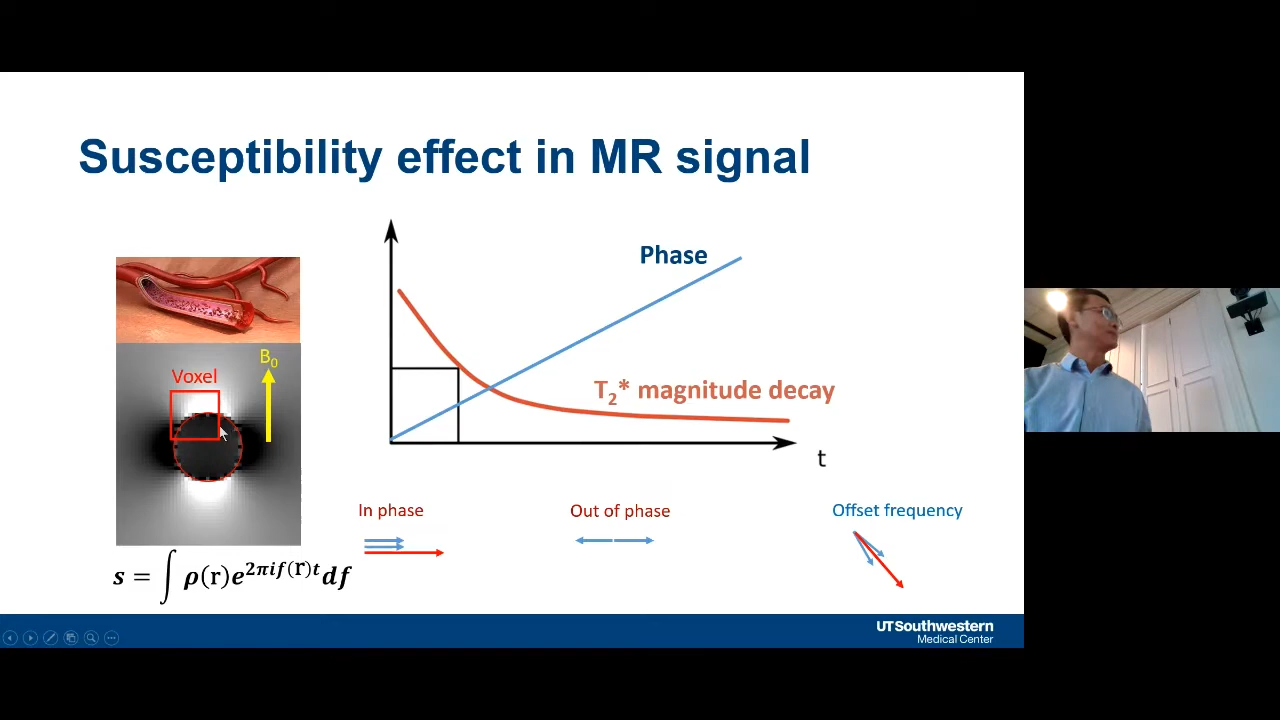 Susceptibility effect in MR signal
Phase
B₀
Voxel
T₂* magnitude decay
t
In phase
Out of phase
Offset frequency
s = ∫ ρ(r)e^{2πif(r)t}df
UTSouthwestern
Medical Center